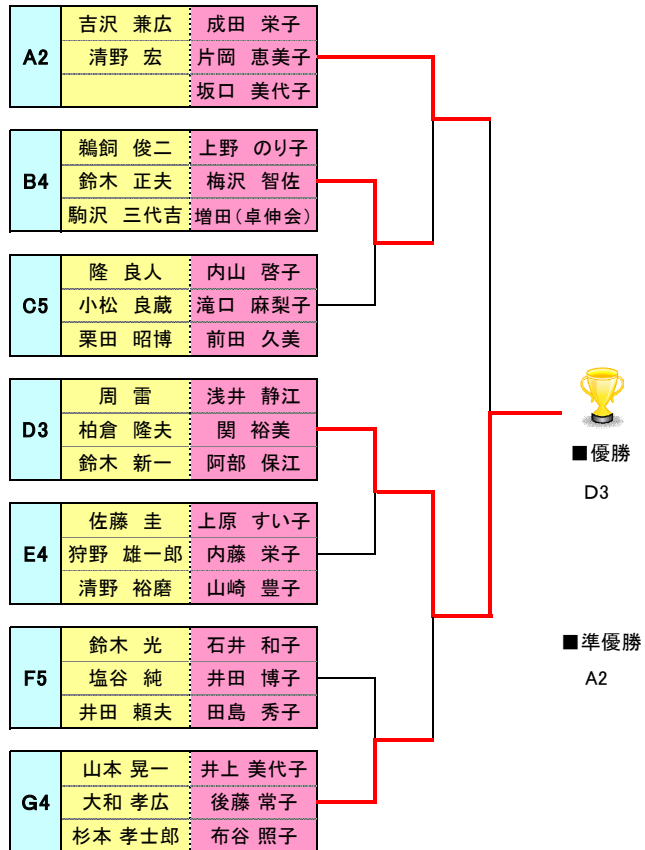 吉沢 兼広 成田 栄子
A2 清野 宏 片岡 恵美子
坂口 美代子
鵜飼 俊二 上野 のり子
B4 鈴木 正夫 梅沢 智佐
駒沢 三代吉 増田(卓伸会)
隆 良人 内山 啓子
C5 小松 良蔵 滝口 麻梨子
栗田 昭博 前田 久美
周 雷 浅井 静江
D3 柏倉 隆夫 関 裕美
鈴木 新一 阿部 保江
■優勝
D3
佐藤 圭 上原 すい子
E4 狩野 雄一郎 内藤 栄子
清野 裕磨 山崎 豊子
鈴木 光 石井 和子
F5 塩谷 純 井田 博子
井田 頼夫 田島 秀子
■準優勝
A2
山本 晃一 井上 美代子
G4 大和 孝広 後藤 常子
杉本 孝士郎 布谷 照子